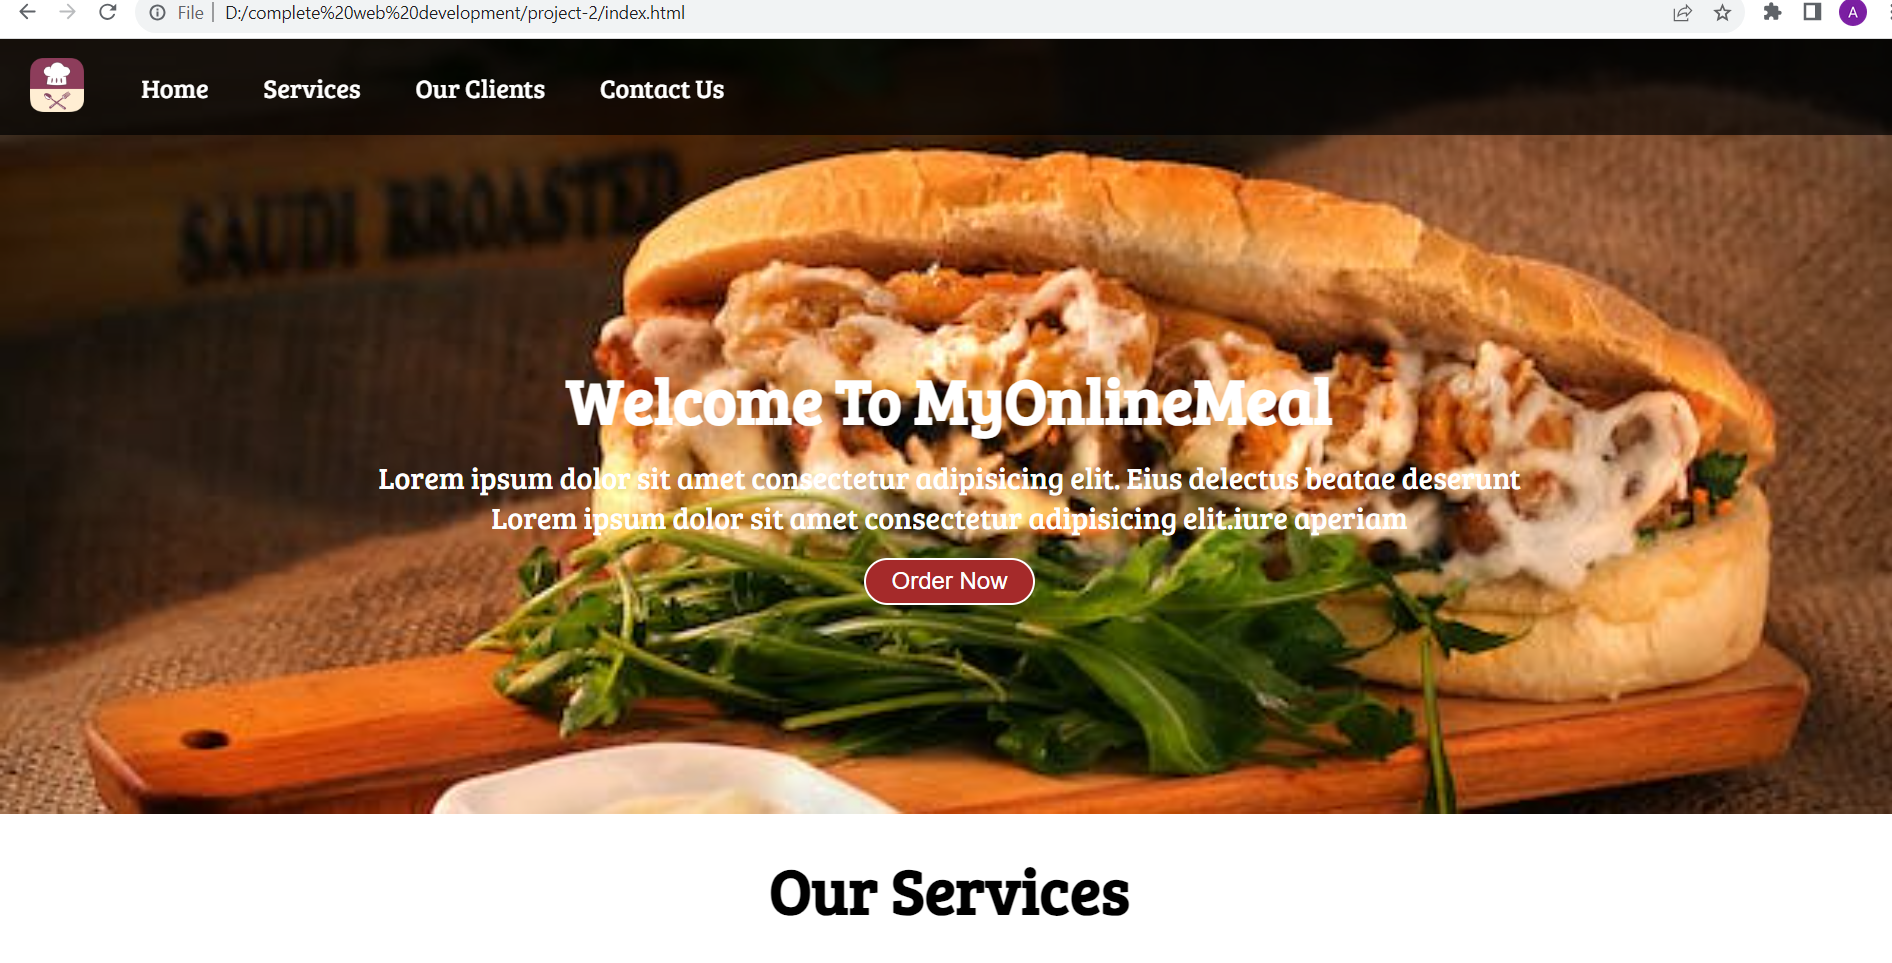 File D:/complete%20web%20development/project-2/index.html
A
Home Services Our Clients Contact Us
SAUDI BROASTED
Welcome To MyOnlineMeal
Lorem ipsum dolor sit amet consectetur adipisicing elit. Eius delectus beatae deserunt
Lorem ipsum dolor sit amet consectetur adipisicing elit.iure aperiam
Order Now
Our Services